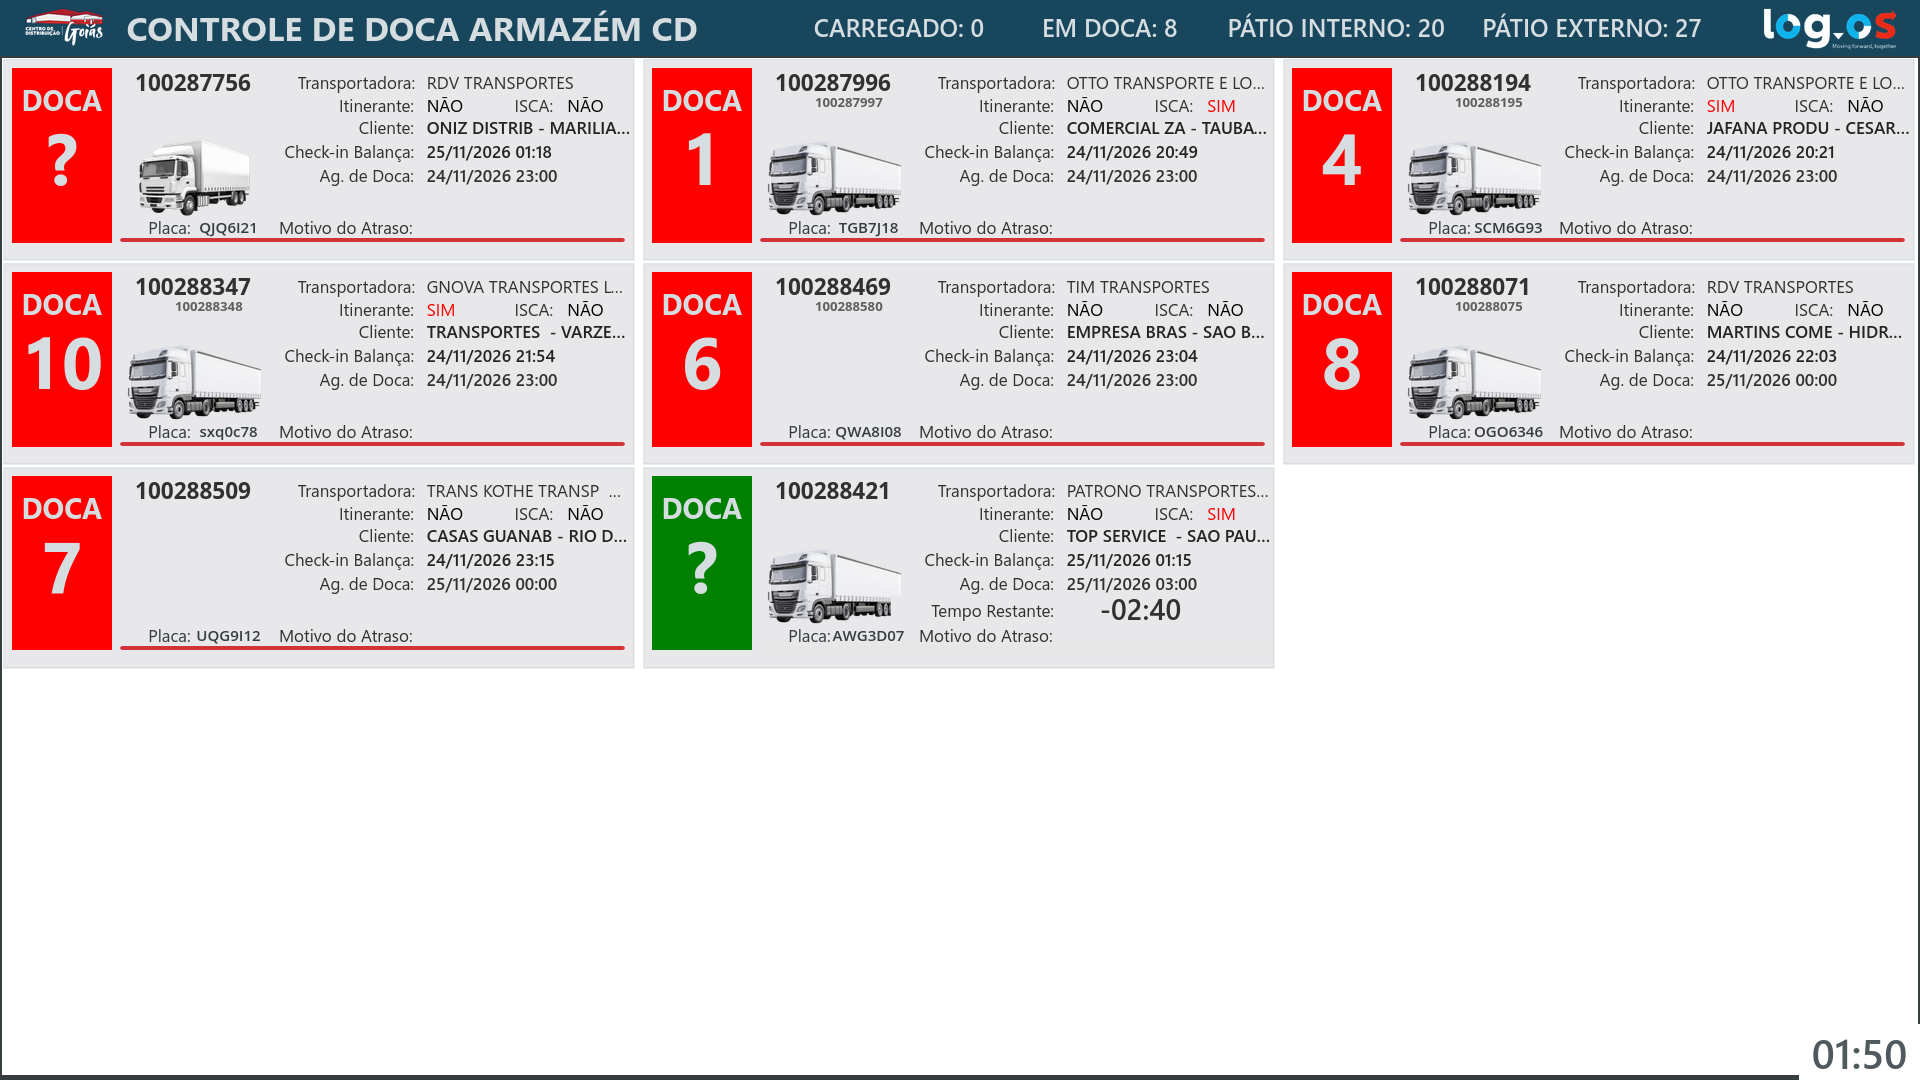 CENTRO DE DISTRIBUIÇÃO Goiás
CONTROLE DE DOCA ARMAZÉM CD
CARREGADO: 0
EM DOCA: 8
PÁTIO INTERNO: 20
PÁTIO EXTERNO: 27
log.os
Moving forward, together
DOCA
?
100287756
Transportadora: RDV TRANSPORTES
Itinerante: NÃO ISCA: NÃO
Cliente: ONIZ DISTRIB - MARILIA...
Check-in Balança: 25/11/2026 01:18
Ag. de Doca: 24/11/2026 23:00
Placa: QJQ6I21 Motivo do Atraso:
DOCA
1
100287996
100287997
Transportadora: OTTO TRANSPORTE E LO...
Itinerante: NÃO ISCA: SIM
Cliente: COMERCIAL ZA - TAUBA...
Check-in Balança: 24/11/2026 20:49
Ag. de Doca: 24/11/2026 23:00
Placa: TGB7J18 Motivo do Atraso:
DOCA
4
100288194
100288195
Transportadora: OTTO TRANSPORTE E LO...
Itinerante: SIM ISCA: NÃO
Cliente: JAFANA PRODU - CESAR...
Check-in Balança: 24/11/2026 20:21
Ag. de Doca: 24/11/2026 23:00
Placa: SCM6G93 Motivo do Atraso:
DOCA
10
100288347
100288348
Transportadora: GNOVA TRANSPORTES L...
Itinerante: SIM ISCA: NÃO
Cliente: TRANSPORTES - VARZE...
Check-in Balança: 24/11/2026 21:54
Ag. de Doca: 24/11/2026 23:00
Placa: sxq0c78 Motivo do Atraso:
DOCA
6
100288469
100288580
Transportadora: TIM TRANSPORTES
Itinerante: NÃO ISCA: NÃO
Cliente: EMPRESA BRAS - SAO B...
Check-in Balança: 24/11/2026 23:04
Ag. de Doca: 24/11/2026 23:00
Placa: QWA8I08 Motivo do Atraso:
DOCA
8
100288071
100288075
Transportadora: RDV TRANSPORTES
Itinerante: NÃO ISCA: NÃO
Cliente: MARTINS COME - HIDR...
Check-in Balança: 24/11/2026 22:03
Ag. de Doca: 25/11/2026 00:00
Placa: OGO6346 Motivo do Atraso:
DOCA
7
100288509
Transportadora: TRANS KOTHE TRANSP ...
Itinerante: NÃO ISCA: NÃO
Cliente: CASAS GUANAB - RIO D...
Check-in Balança: 24/11/2026 23:15
Ag. de Doca: 25/11/2026 00:00
Placa: UQG9I12 Motivo do Atraso:
DOCA
?
100288421
Transportadora: PATRONO TRANSPORTES...
Itinerante: NÃO ISCA: SIM
Cliente: TOP SERVICE - SAO PAU...
Check-in Balança: 25/11/2026 01:15
Ag. de Doca: 25/11/2026 03:00
Tempo Restante: -02:40
Placa: AWG3D07 Motivo do Atraso:
01:50